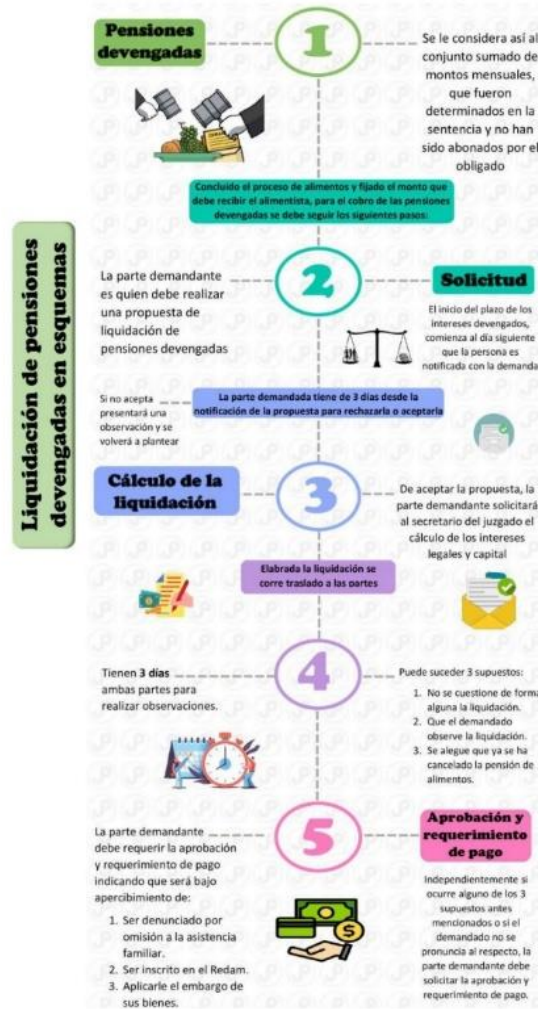 Liquidación de pensiones
devengadas en esquemas
Pensiones
devengadas
1
Se le considera así al
conjunto sumado de
montos mensuales,
que fueron
determinados en la
sentencia y no han
sido abonados por el
obligado
Concluido el proceso de alimentos y fijado el monto que
debe recibir el alimentista, para el cobro de las pensiones
devengadas se debe seguir los siguientes pasos:
La parte demandante
es quien debe realizar
una propuesta de
liquidación de
pensiones devengadas
2
Solicitud
El inicio del plazo de los
intereses devengados,
comienza al día siguiente
que la persona es
notificada con la demanda
Si no acepta
presentará una
observación y se
volverá a plantear
La parte demandada tiene de 3 días desde la
notificación de la propuesta para rechazarla o aceptarla
Cálculo de la
liquidación
3
De aceptar la propuesta, la
parte demandante solicitará
al secretario del juzgado el
cálculo de los intereses
legales y capital
Elabrada la liquidación se
corre traslado a las partes
Tienen 3 días
ambas partes para
realizar observaciones.
4
Puede suceder 3 supuestos:
1. No se cuestione de forma
alguna la liquidación.
2. Que el demandado
observe la liquidación.
3. Se alegue que ya se ha
cancelado la pensión de
alimentos.
La parte demandante
debe requerir la aprobación
y requerimiento de pago
indicando que será bajo
apercibimiento de:
1. Ser denunciado por
omisión a la asistencia
familiar.
2. Ser inscrito en el Redam.
3. Aplicarle el embargo de
sus bienes.
5
Aprobación y
requerimiento
de pago
Independientemente si
ocurre alguno de los 3
supuestos antes
mencionados o si el
demandado no se
pronuncia al respecto, la
parte demandante debe
solicitar la aprobación y
requerimiento de pago.